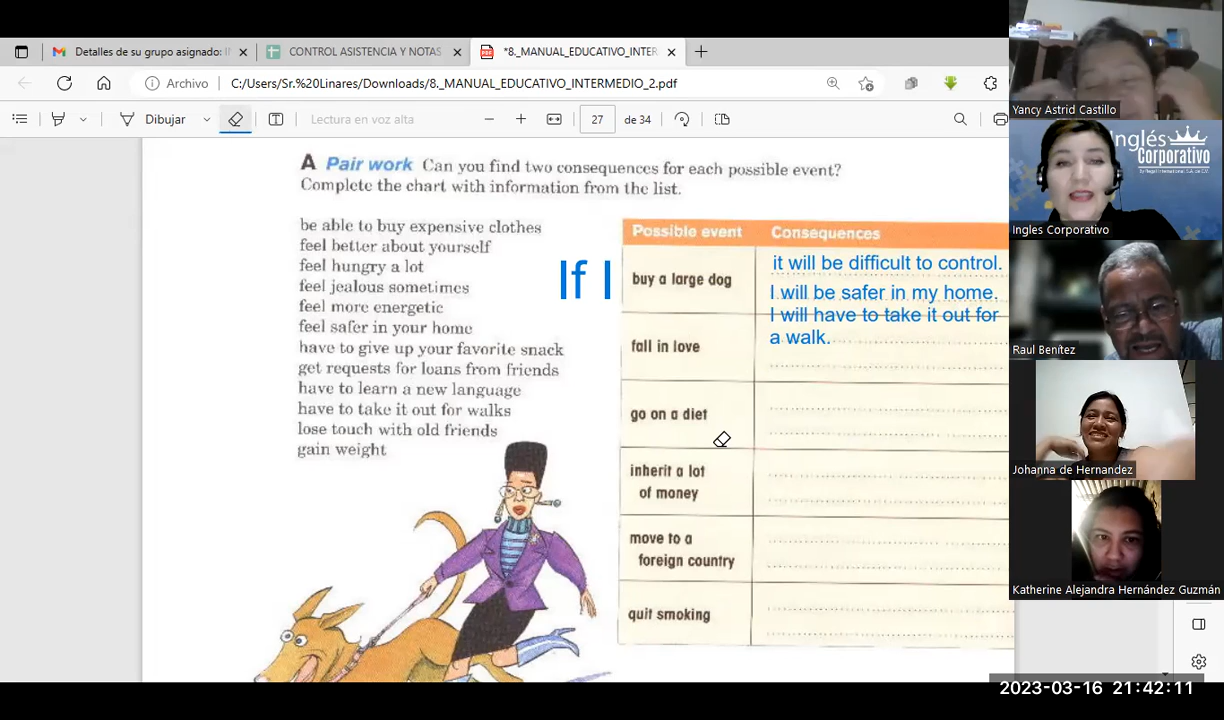 Detalles de su grupo asignado: I
CONTROL ASISTENCIA Y NOTAS
*8._MANUAL_EDUCATIVO_INTER
Archivo
C:/Users/Sr.%20Linares/Downloads/8._MANUAL_EDUCATIVO_INTERMEDIO_2.pdf
Dibujar
Lectura en voz alta
27
de 34
A Pair work Can you find two consequences for each possible event?
Complete the chart with information from the list.
be able to buy expensive clothes
feel better about yourself
feel hungry a lot
feel jealous sometimes
feel more energetic
feel safer in your home
have to give up your favorite snack
get requests for loans from friends
have to learn a new language
have to take it out for walks
lose touch with old friends
gain weight
If I
Possible event
Consequences
buy a large dog
it will be difficult to control.
I will be safer in my home.
I will have to take it out for
a walk.
fall in love
go on a diet
inherit a lot
of money
move to a
foreign country
quit smoking
Yancy Astrid Castillo
Inglés
Corporativo
Ingles Corporativo
Raul Benítez
Johanna de Hernandez
Katherine Alejandra Hernández Guzmán
2023-03-16 21:42:11